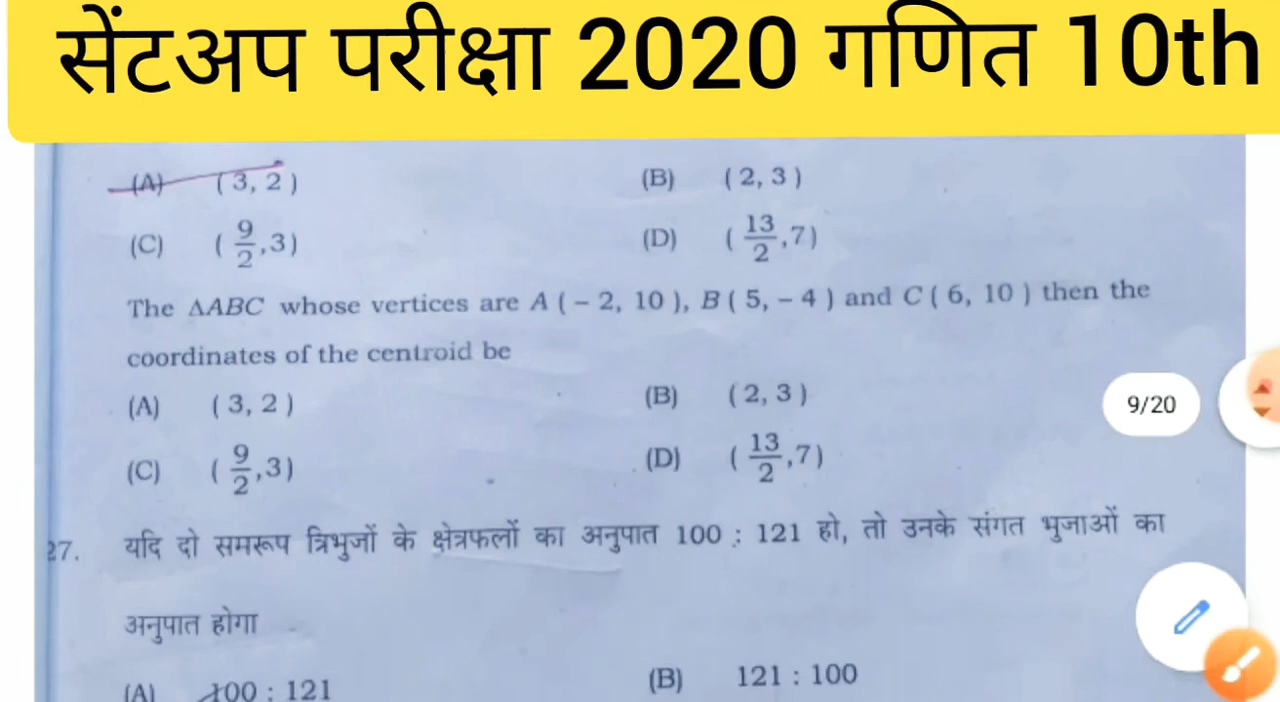 सेंटअप परीक्षा 2020 गणित 10th
(A) ( 3, 2 ) (B) ( 2, 3 )
(C) ( 9/2 ,3) (D) ( 13/2 ,7)
The ΔABC whose vertices are A ( – 2, 10 ), B ( 5, – 4 ) and C ( 6, 10 ) then the
coordinates of the centroid be
(A) ( 3, 2 ) (B) ( 2, 3 )
9/20
(C) ( 9/2 ,3) (D) ( 13/2 ,7)
27. यदि दो समरूप त्रिभुजों के क्षेत्रफलों का अनुपात 100 : 121 हो, तो उनके संगत भुजाओं का
अनुपात होगा
(A) 100 : 121 (B) 121 : 100